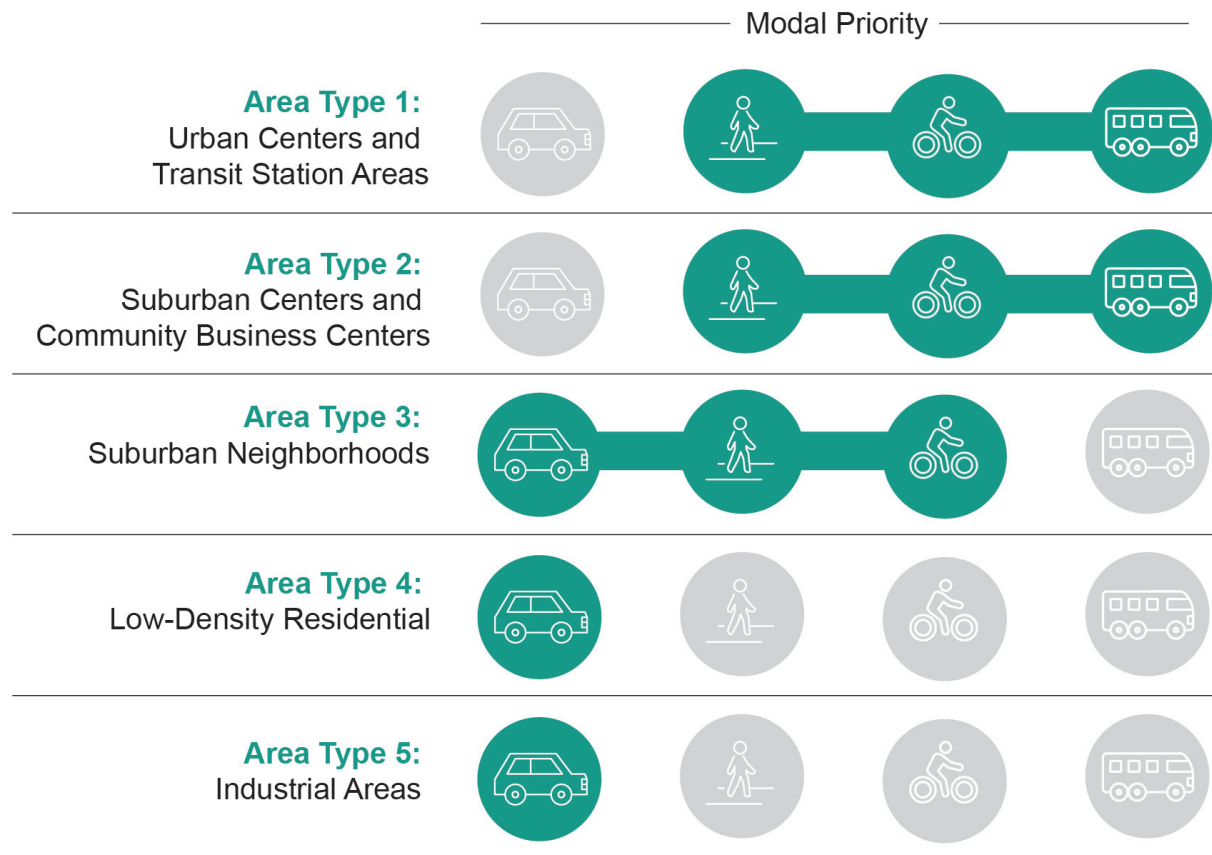 Modal Priority
Area Type 1:
Urban Centers and
Transit Station Areas
Area Type 2:
Suburban Centers and
Community Business Centers
Area Type 3:
Suburban Neighborhoods
Area Type 4:
Low-Density Residential
Area Type 5:
Industrial Areas